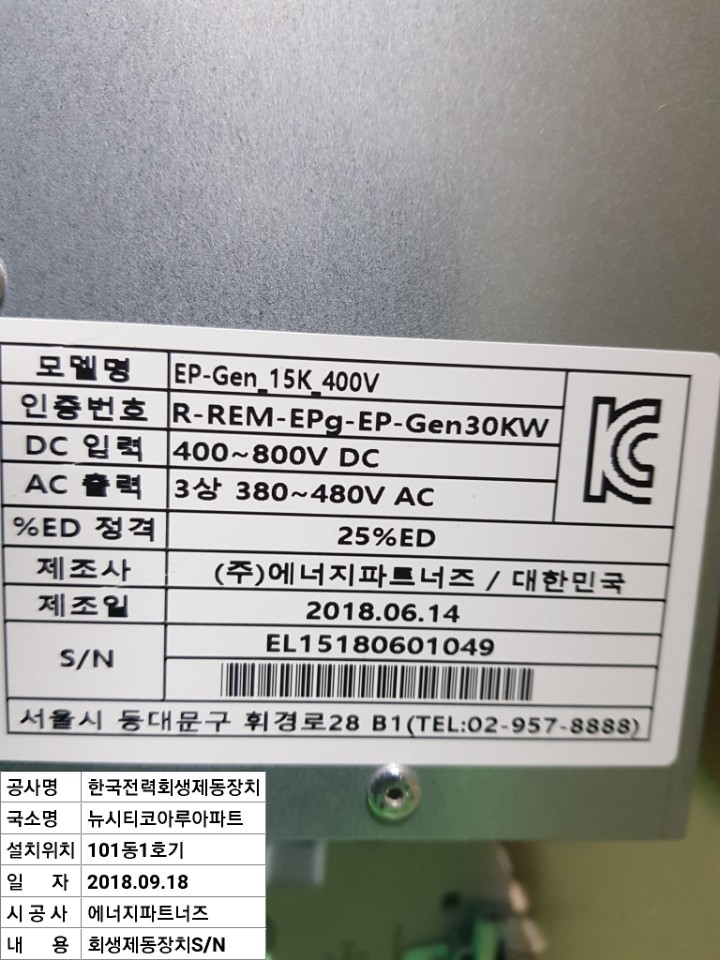 모델명 EP-Gen_15K_400V
인증번호 R-REM-EPg-EP-Gen30KW
DC 입력 400~800V DC
AC 출력 3상 380~480V AC
%ED 정격 25%ED
제조사 (주)에너지파트너즈 / 대한민국
제조일 2018.06.14
S/N EL15180601049
서울시 동대문구 휘경로28 B1(TEL:02-957-8888)
공사명 한국전력회생제동장치
국소명 뉴시티코아루아파트
설치위치 101동1호기
일 자 2018.09.18
시 공 사 에너지파트너즈
내 용 회생제동장치S/N